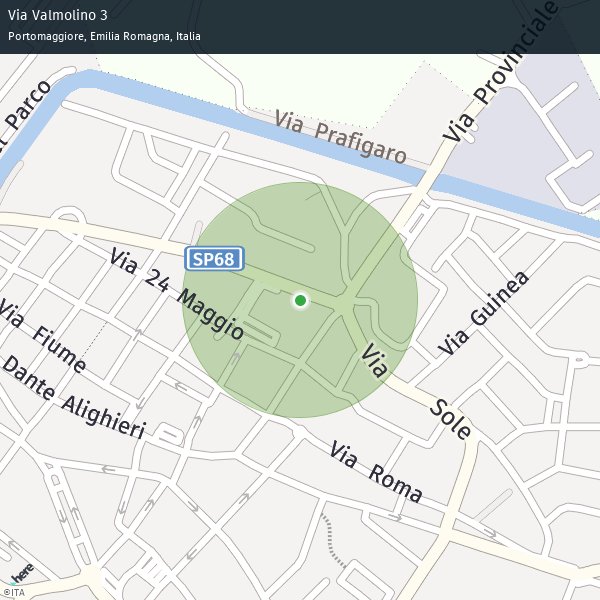 Via Valmolino 3
Portomaggiore, Emilia Romagna, Italia
Via Provinciale
Parco
Via Prafigaro
SP68
Via 24 Maggio
Via Guinea
Via Fiume
Via Sole
Dante Alighieri
Via Roma
here
©ITA